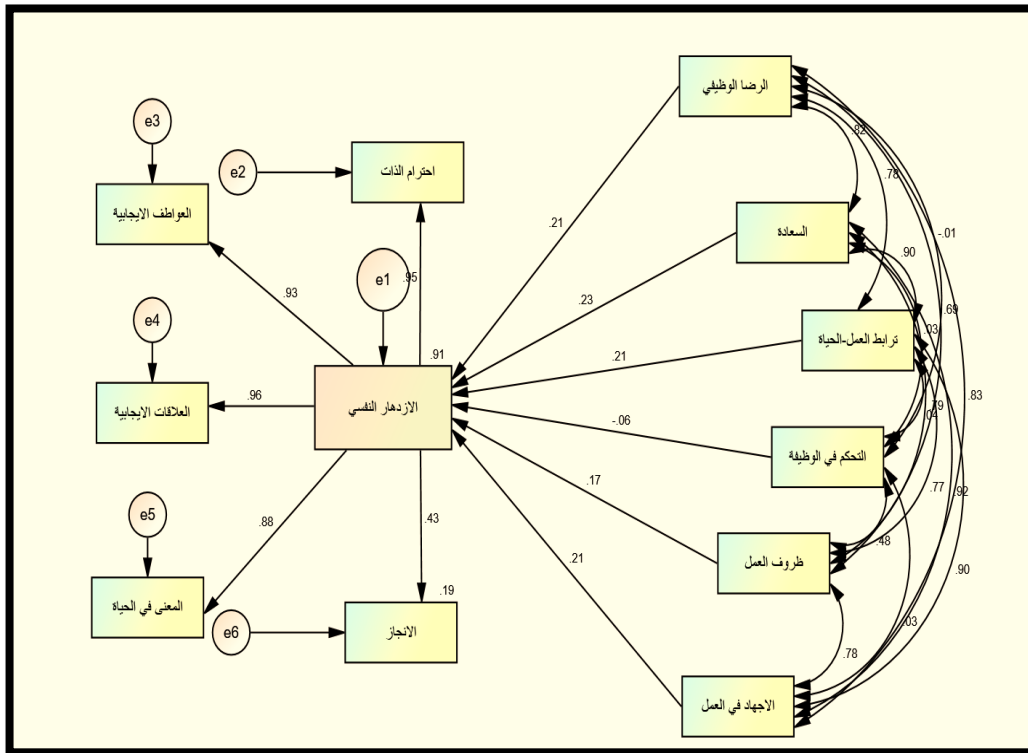 e3
e2
e1
e4
e5
e6
العواطف الايجابية
احترام الذات
العلاقات الايجابية
الازدهار النفسي
المعنى في الحياة
الانجاز
الرضا الوظيفي
السعادة
ترابط العمل-الحياة
التحكم في الوظيفة
ظروف العمل
الاجهاد في العمل
.93
.95
.91
.96
.88
.43
.19
.21
.23
.21
-.06
.17
.21
.82
.78
-.01
.90
.69
.03
.83
.79
.04
.77
.92
.48
.90
.03
.78